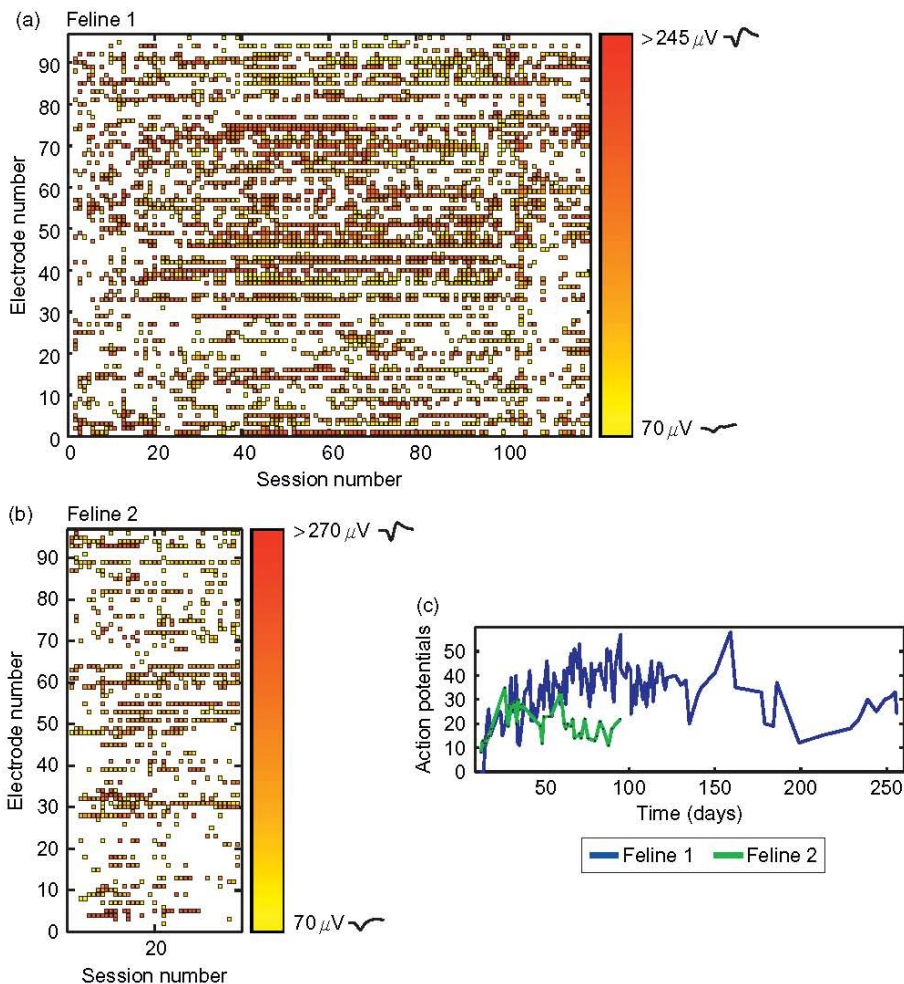 (a) Feline 1
Electrode number
90
80
70
60
50
40
30
20
10
0
0 20 40 60 80 100
Session number
>245 μV
70 μV
(b) Feline 2
Electrode number
90
80
70
60
50
40
30
20
10
0
20
Session number
>270 μV
70 μV
(c)
Action potentials
50
40
30
20
10
0
50 100 150 200 250
Time (days)
Feline 1 Feline 2